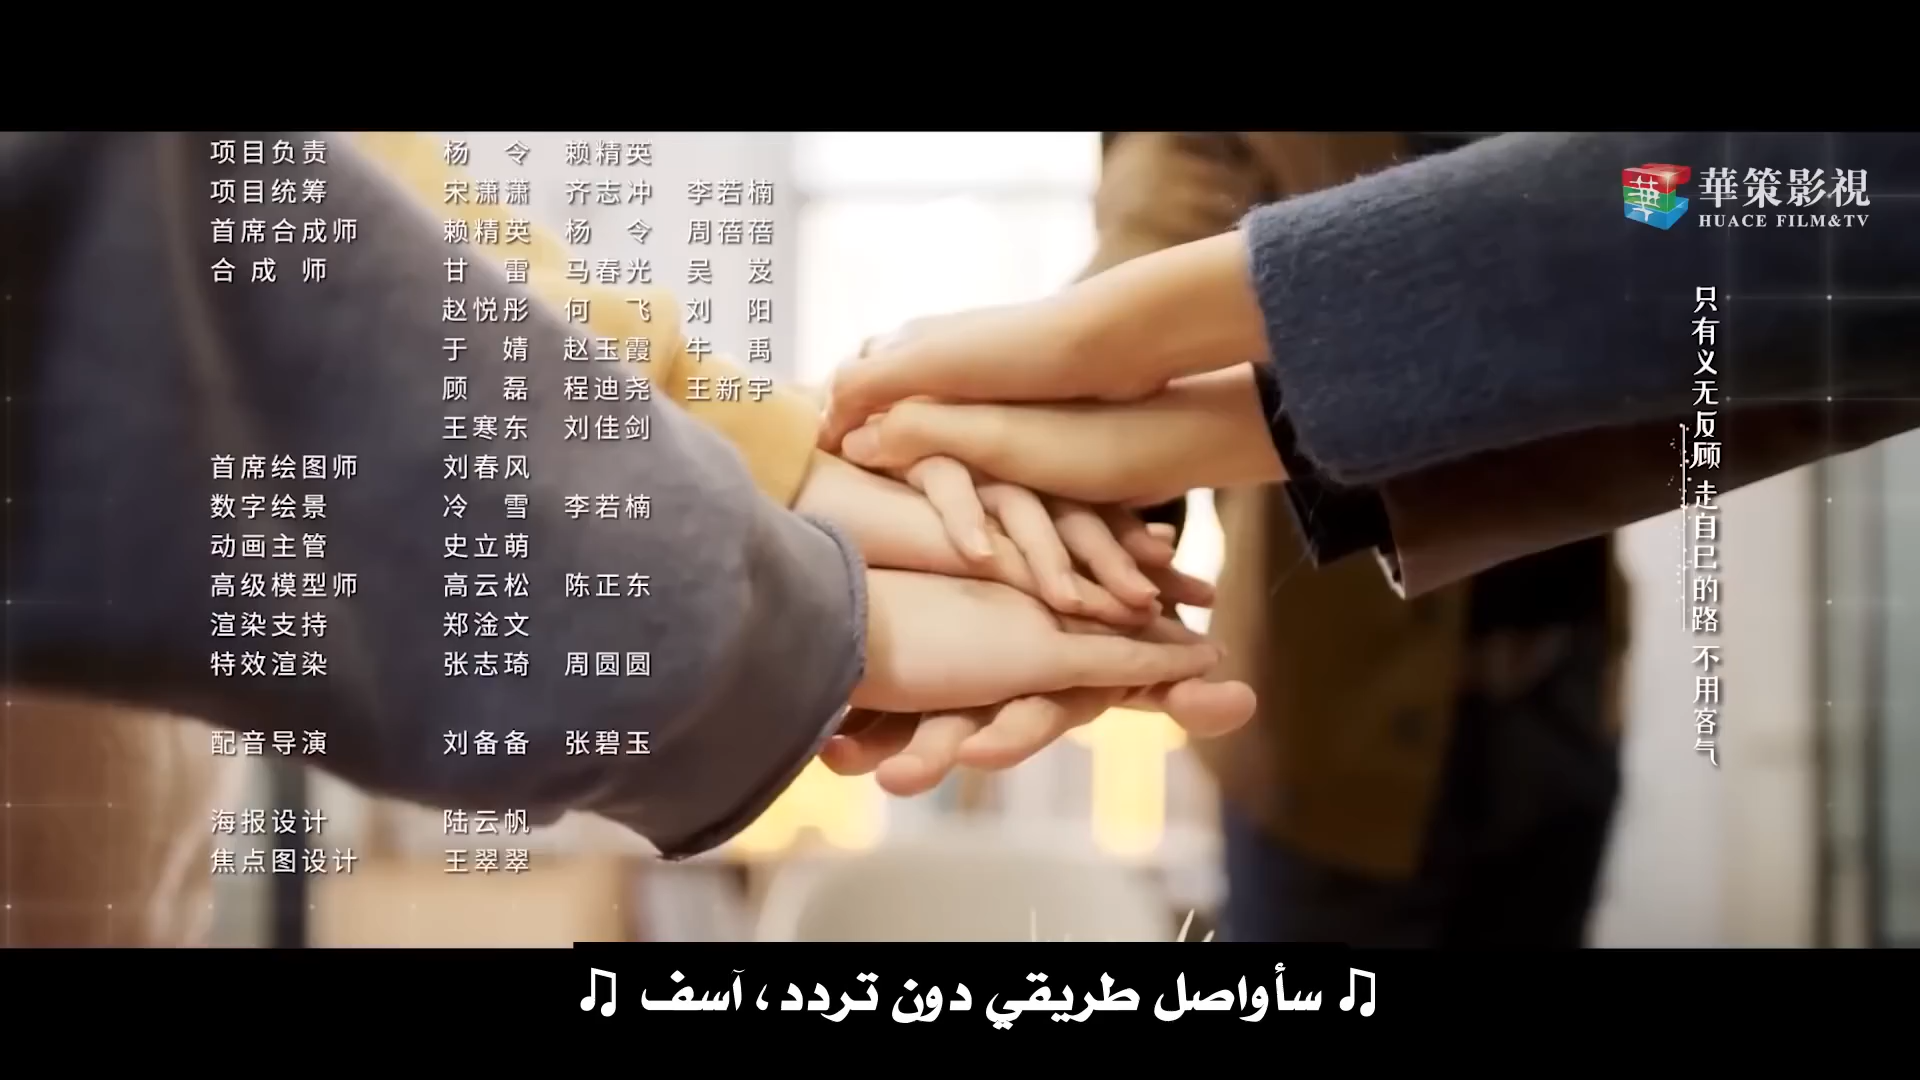 项目负责 杨令 赖精英
项目统筹 宋潇潇 齐志冲 李若楠
首席合成师 赖精英 杨令 周蓓蓓
合成师 甘雷 马春光 吴岌
赵悦彤 何飞 刘阳
于婧 赵玉霞 牛禹
顾磊 程迪尧 王新宇
王寒东 刘佳剑
首席绘图师 刘春风
数字绘景 冷雪 李若楠
动画主管 史立萌
高级模型师 高云松 陈正东
渲染支持 郑淦文
特效渲染 张志琦 周圆圆
配音导演 刘备备 张碧玉
海报设计 陆云帆
焦点图设计 王翠翠
華
華策影視
HUACE FILM&TV
只有义无反顾 走自己的路 不用客气
♫ سأواصل طريقي دون تردد، آسف ♫